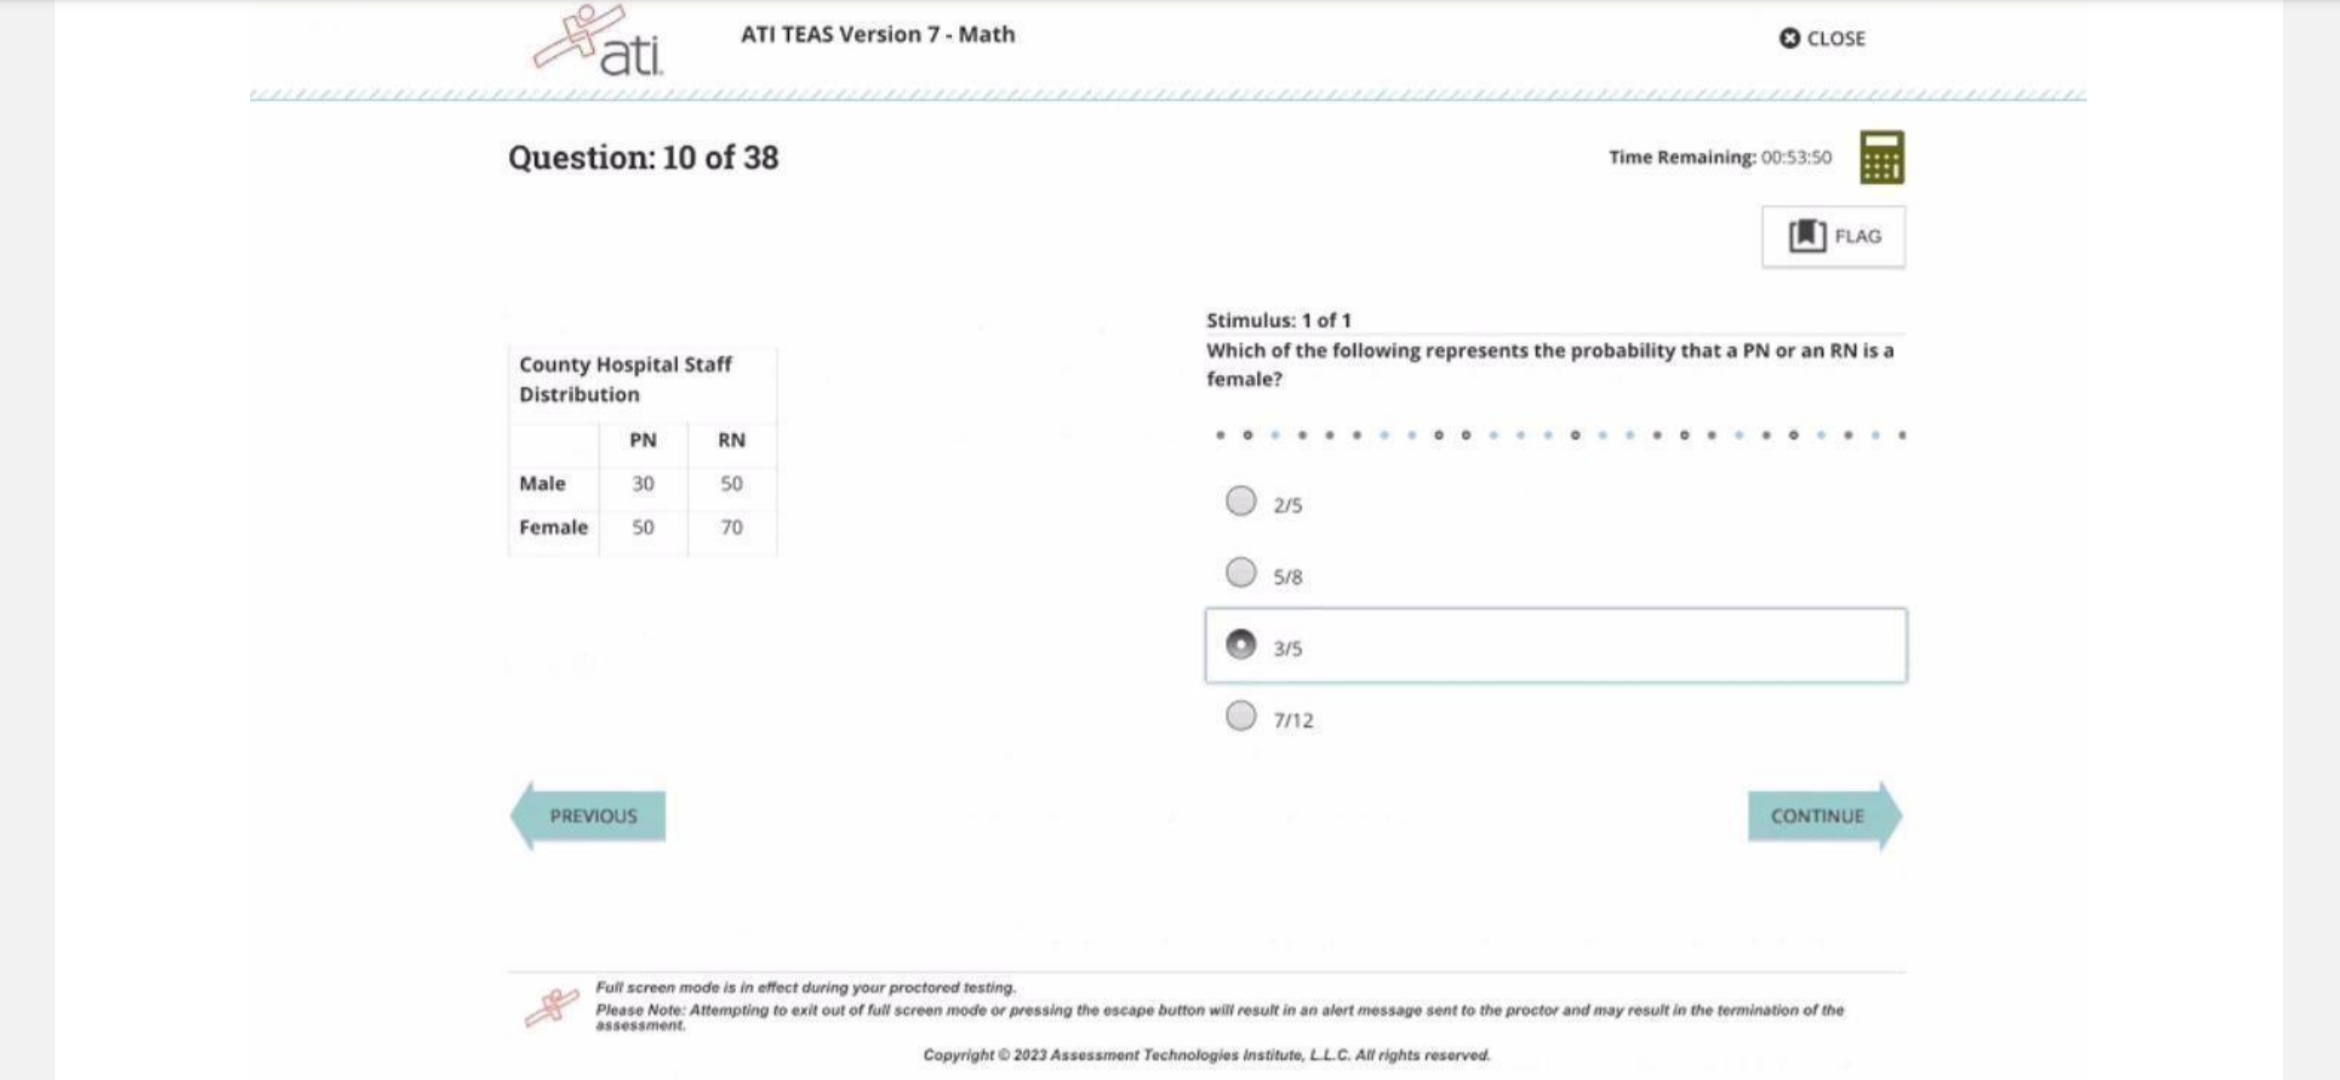 ati
ATI TEAS Version 7 - Math
CLOSE
Question: 10 of 38
Time Remaining: 00:53:50
FLAG
County Hospital Staff
Distribution
PN RN
Male 30 50
Female 50 70
Stimulus: 1 of 1
Which of the following represents the probability that a PN or an RN is a
female?
2/5
5/8
3/5
7/12
PREVIOUS
CONTINUE
Full screen mode is in effect during your proctored testing.
Please Note: Attempting to exit out of full screen mode or pressing the escape button will result in an alert message sent to the proctor and may result in the termination of the
assessment.
Copyright © 2023 Assessment Technologies Institute, L.L.C. All rights reserved.